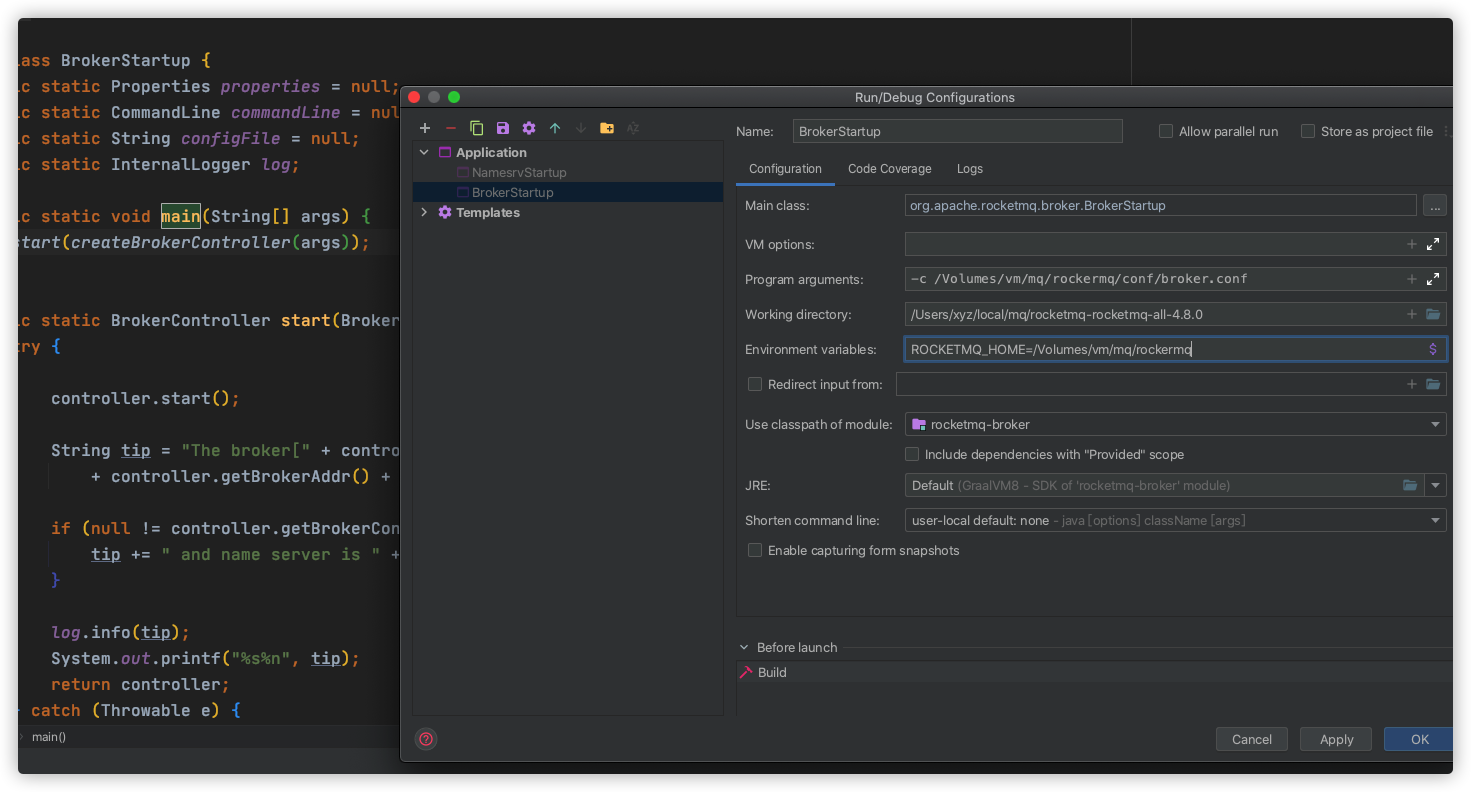 ass BrokerStartup {
c static Properties properties = null;
c static CommandLine commandLine = nul
c static String configFile = null;
c static InternalLogger log;
c static void main(String[] args) {
start(createBrokerController(args));
c static BrokerController start(Broker
ry {
controller.start();
String tip = "The broker[" + contro
+ controller.getBrokerAddr() +
if (null != controller.getBrokerCon
tip += " and name server is " +
}
log.info(tip);
System.out.printf("%s%n", tip);
return controller;
} catch (Throwable e) {
main()
Run/Debug Configurations
Application
NamesrvStartup
BrokerStartup
Templates
Name: BrokerStartup
Allow parallel run
Store as project file
Configuration Code Coverage Logs
Main class: org.apache.rocketmq.broker.BrokerStartup ...
VM options:
Program arguments: -c /Volumes/vm/mq/rockermq/conf/broker.conf
Working directory: /Users/xyz/local/mq/rocketmq-rocketmq-all-4.8.0
Environment variables: ROCKETMQ_HOME=/Volumes/vm/mq/rockermq $
Redirect input from:
Use classpath of module: rocketmq-broker
Include dependencies with "Provided" scope
JRE: Default (GraalVM8 - SDK of 'rocketmq-broker' module)
Shorten command line: user-local default: none - java [options] className [args]
Enable capturing form snapshots
Before launch
Build
? Cancel Apply OK